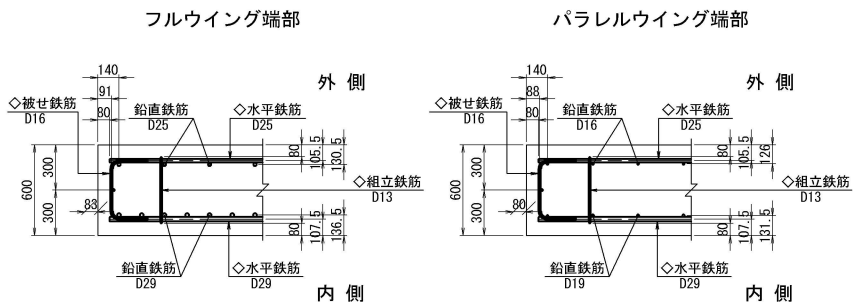 フルウイング端部
140
91
80
外 側
◇被せ鉄筋
D16
鉛直鉄筋
D25
◇水平鉄筋
D25
80
105.5
130.5
600
300
300
83
◇組立鉄筋
D13
80
107.5
136.5
鉛直鉄筋
D29
◇水平鉄筋
D29
内 側
パラレルウイング端部
140
88
80
外 側
◇被せ鉄筋
D16
鉛直鉄筋
D16
◇水平鉄筋
D25
80
105.5
126
600
300
300
80
◇組立鉄筋
D13
80
107.5
131.5
鉛直鉄筋
D19
◇水平鉄筋
D29
内 側